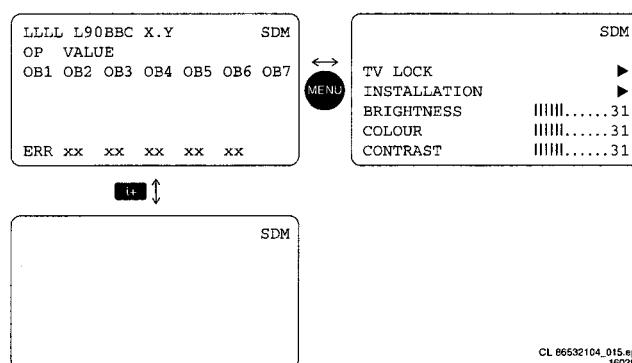 LLLL L90BBC X.Y SDM
OP VALUE
OB1 OB2 OB3 OB4 OB5 OB6 OB7
ERR xx xx xx xx xx
MENU
SDM
TV LOCK ▶
INSTALLATION ▶
BRIGHTNESS ||||||......31
COLOUR ||||||......31
CONTRAST ||||||......31
i+
SDM
CL 86532104_015.